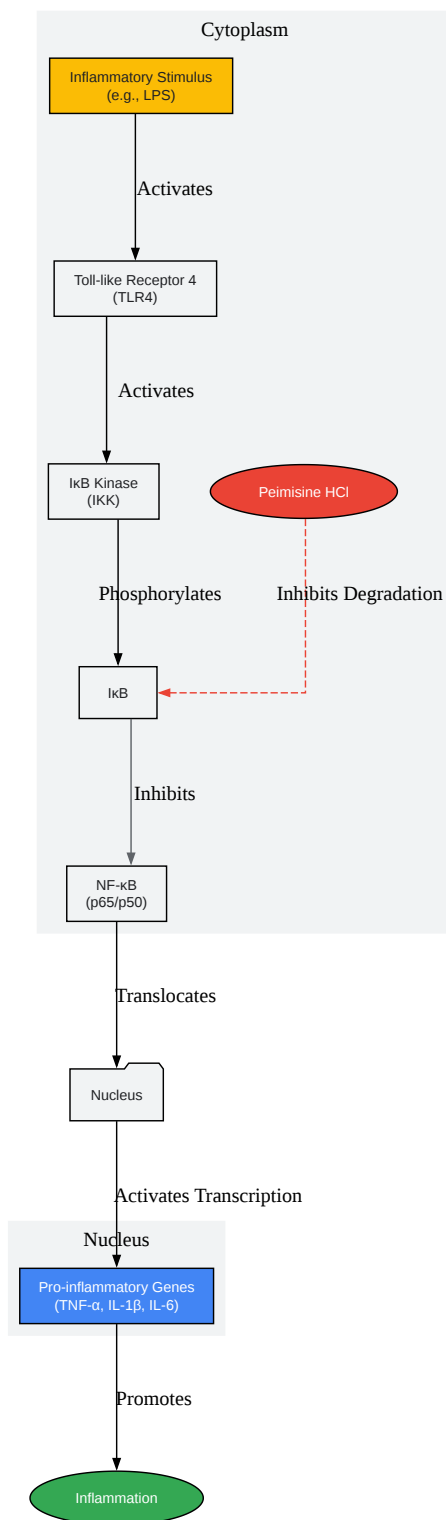 Cytoplasm
Inflammatory Stimulus
(e.g., LPS)
Activates
Toll-like Receptor 4
(TLR4)
Activates
IκB Kinase
(IKK)
Peimisine HCl
Phosphorylates
Inhibits Degradation
IκB
Inhibits
NF-κB
(p65/p50)
Translocates
Nucleus
Activates Transcription
Nucleus
Pro-inflammatory Genes
(TNF-α, IL-1β, IL-6)
Promotes
Inflammation